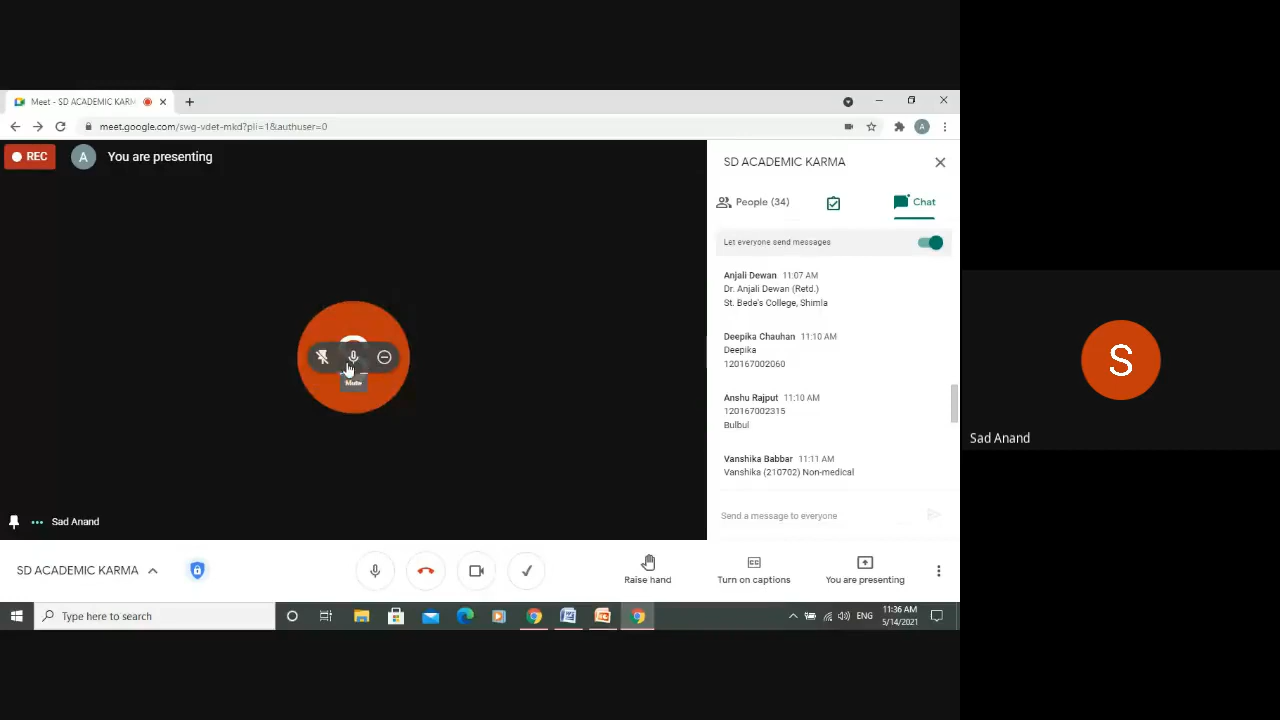 Meet - SD ACADEMIC KARM
meet.google.com/swg-vdet-mkd?pli=1&authuser=0
A
REC
A
You are presenting
SD ACADEMIC KARMA
People (34)
Chat
Let everyone send messages
Anjali Dewan 11:07 AM
Dr. Anjali Dewan (Retd.)
St. Bede's College, Shimla
Deepika Chauhan 11:10 AM
Deepika
120167002060
Anshu Rajput 11:10 AM
120167002315
Bulbul
Vanshika Babbar 11:11 AM
Vanshika (210702) Non-medical
Send a message to everyone
Mute
Sad Anand
SD ACADEMIC KARMA
Raise hand
CC
Turn on captions
You are presenting
Type here to search
ENG
11:36 AM
5/14/2021
S
Sad Anand